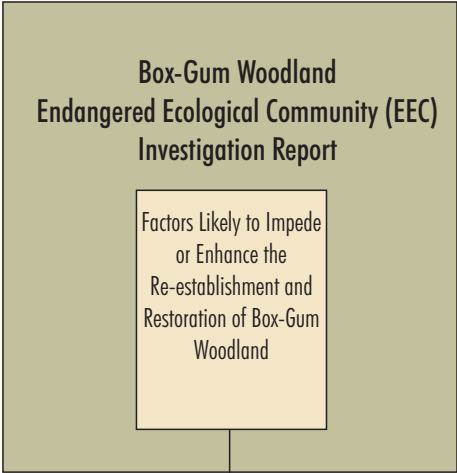 Box-Gum Woodland
Endangered Ecological Community (EEC)
Investigation Report
Factors Likely to Impede
or Enhance the
Re-establishment and
Restoration of Box-Gum
Woodland